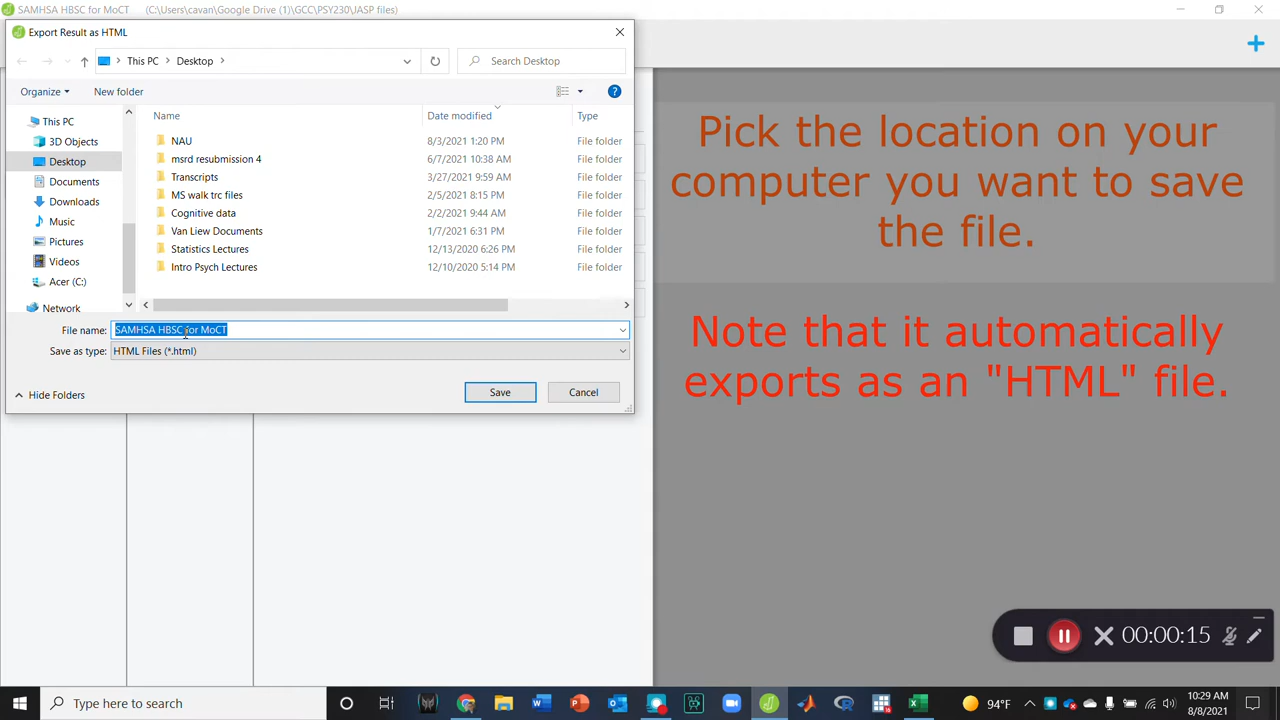 SAMHSA HBSC for MoCT (C:\Users\cavan\Google Drive (1)\GCC\PSY230\JASP files)
Export Result as HTML
This PC Desktop
Search Desktop
Organize New folder
Name Date modified Type
This PC
3D Objects
Desktop
Documents
Downloads
Music
Pictures
Videos
Acer (C:)
Network
NAU 8/3/2021 1:20 PM File folder
msrd resubmission 4 6/7/2021 10:38 AM File folder
Transcripts 3/27/2021 9:59 AM File folder
MS walk trc files 2/5/2021 8:15 PM File folder
Cognitive data 2/2/2021 9:44 AM File folder
Van Liew Documents 1/7/2021 6:31 PM File folder
Statistics Lectures 12/13/2020 6:26 PM File folder
Intro Psych Lectures 12/10/2020 5:14 PM File folder
File name: SAMHSA HBSC for MoCT
Save as type: HTML Files (*.html)
Hide Folders
Save
Cancel
Pick the location on your
computer you want to save
the file.
Note that it automatically
exports as an "HTML" file.
00:00:15
Type here to search
94°F
10:29 AM
8/8/2021